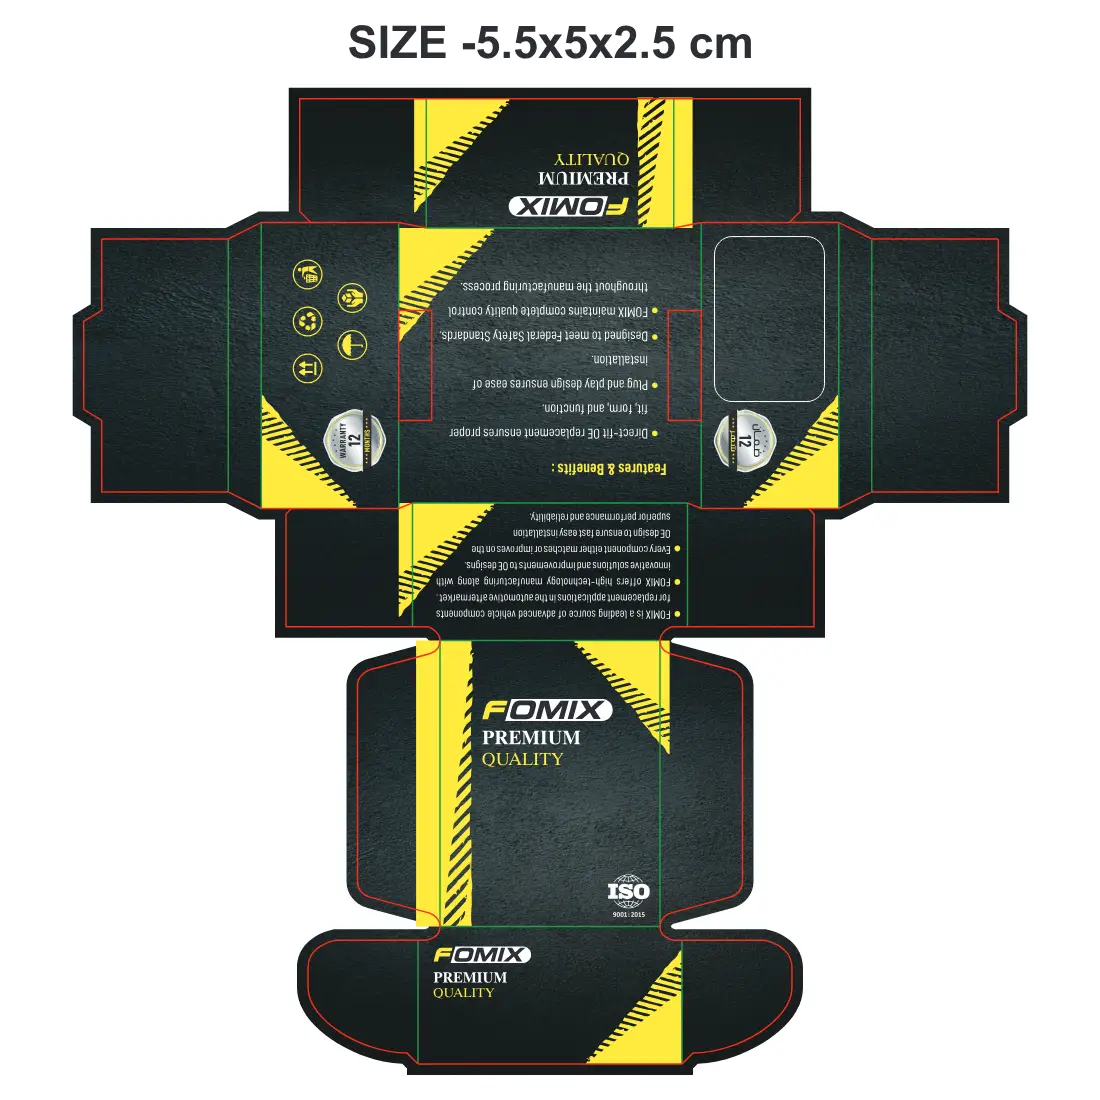 SIZE -5.5x5x2.5 cm
FOMIX
PREMIUM
QUALITY
WARRANTY
12
MONTHS
Features & Benefits :
• Direct-fit OE replacement ensures proper
fit, form, and function.
• Plug and play design ensures ease of
installation.
• Designed to meet Federal Safety Standards.
• FOMIX maintains complete quality control
throughout the manufacturing process.
ضمان
12
• FOMIX is a leading source of advanced vehicle components
for replacement applications in the automotive aftermarket.
• FOMIX offers high-technology manufacturing along with
innovative solutions and improvements to OE designs.
• Every component either matches or improves on the
OE design to ensure fast easy installation
superior performance and reliability.
FOMIX
PREMIUM
QUALITY
ISO
9001:2015
FOMIX
PREMIUM
QUALITY